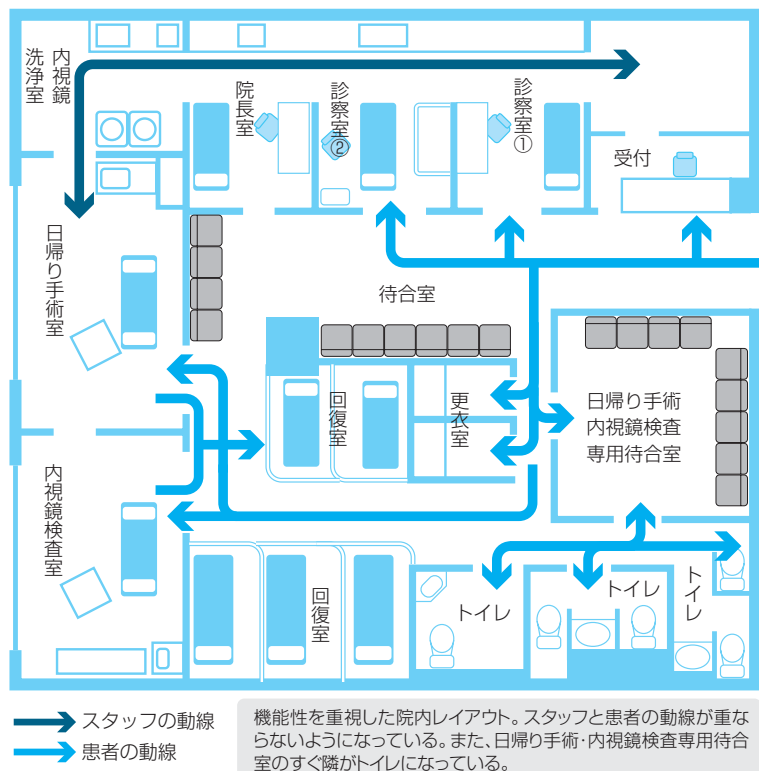 内視鏡
洗浄室
院長室
診察室②
診察室①
受付
日帰り手術室
待合室
回復室
更衣室
日帰り手術
内視鏡検査
専用待合室
内視鏡検査室
回復室
トイレ
トイレ
トイレ
スタッフの動線
患者の動線
機能性を重視した院内レイアウト。スタッフと患者の動線が重な
らないようになっている。また、日帰り手術・内視鏡検査専用待合
室のすぐ隣がトイレになっている。